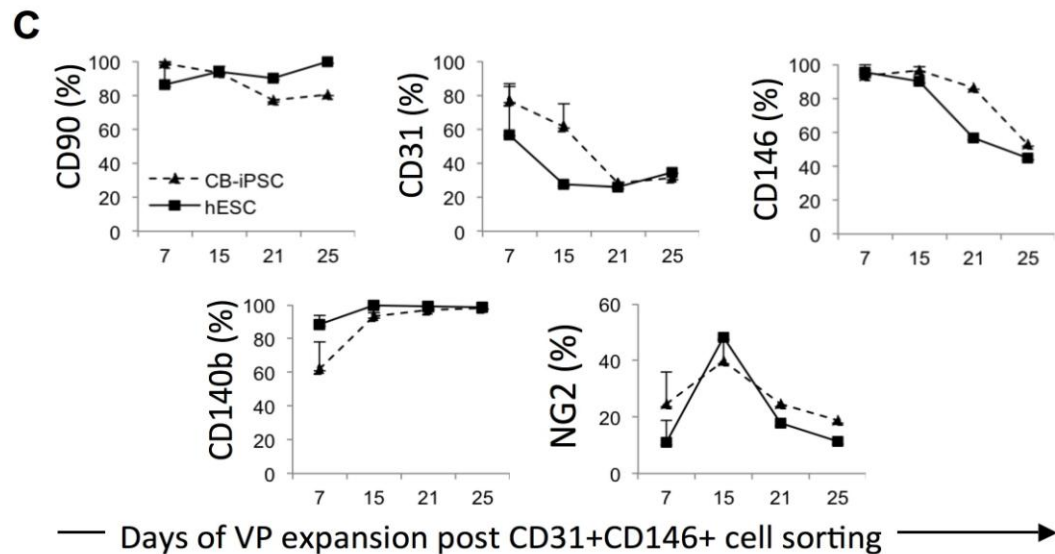 C
CD90 (%)
100
80
60
40
20
0
CB-iPSC
hESC
7 15 21 25
CD31 (%)
100
80
60
40
20
0
7 15 21 25
CD146 (%)
100
80
60
40
20
0
7 15 21 25
CD140b (%)
100
80
60
40
20
0
7 15 21 25
NG2 (%)
60
40
20
0
7 15 21 25
Days of VP expansion post CD31+CD146+ cell sorting